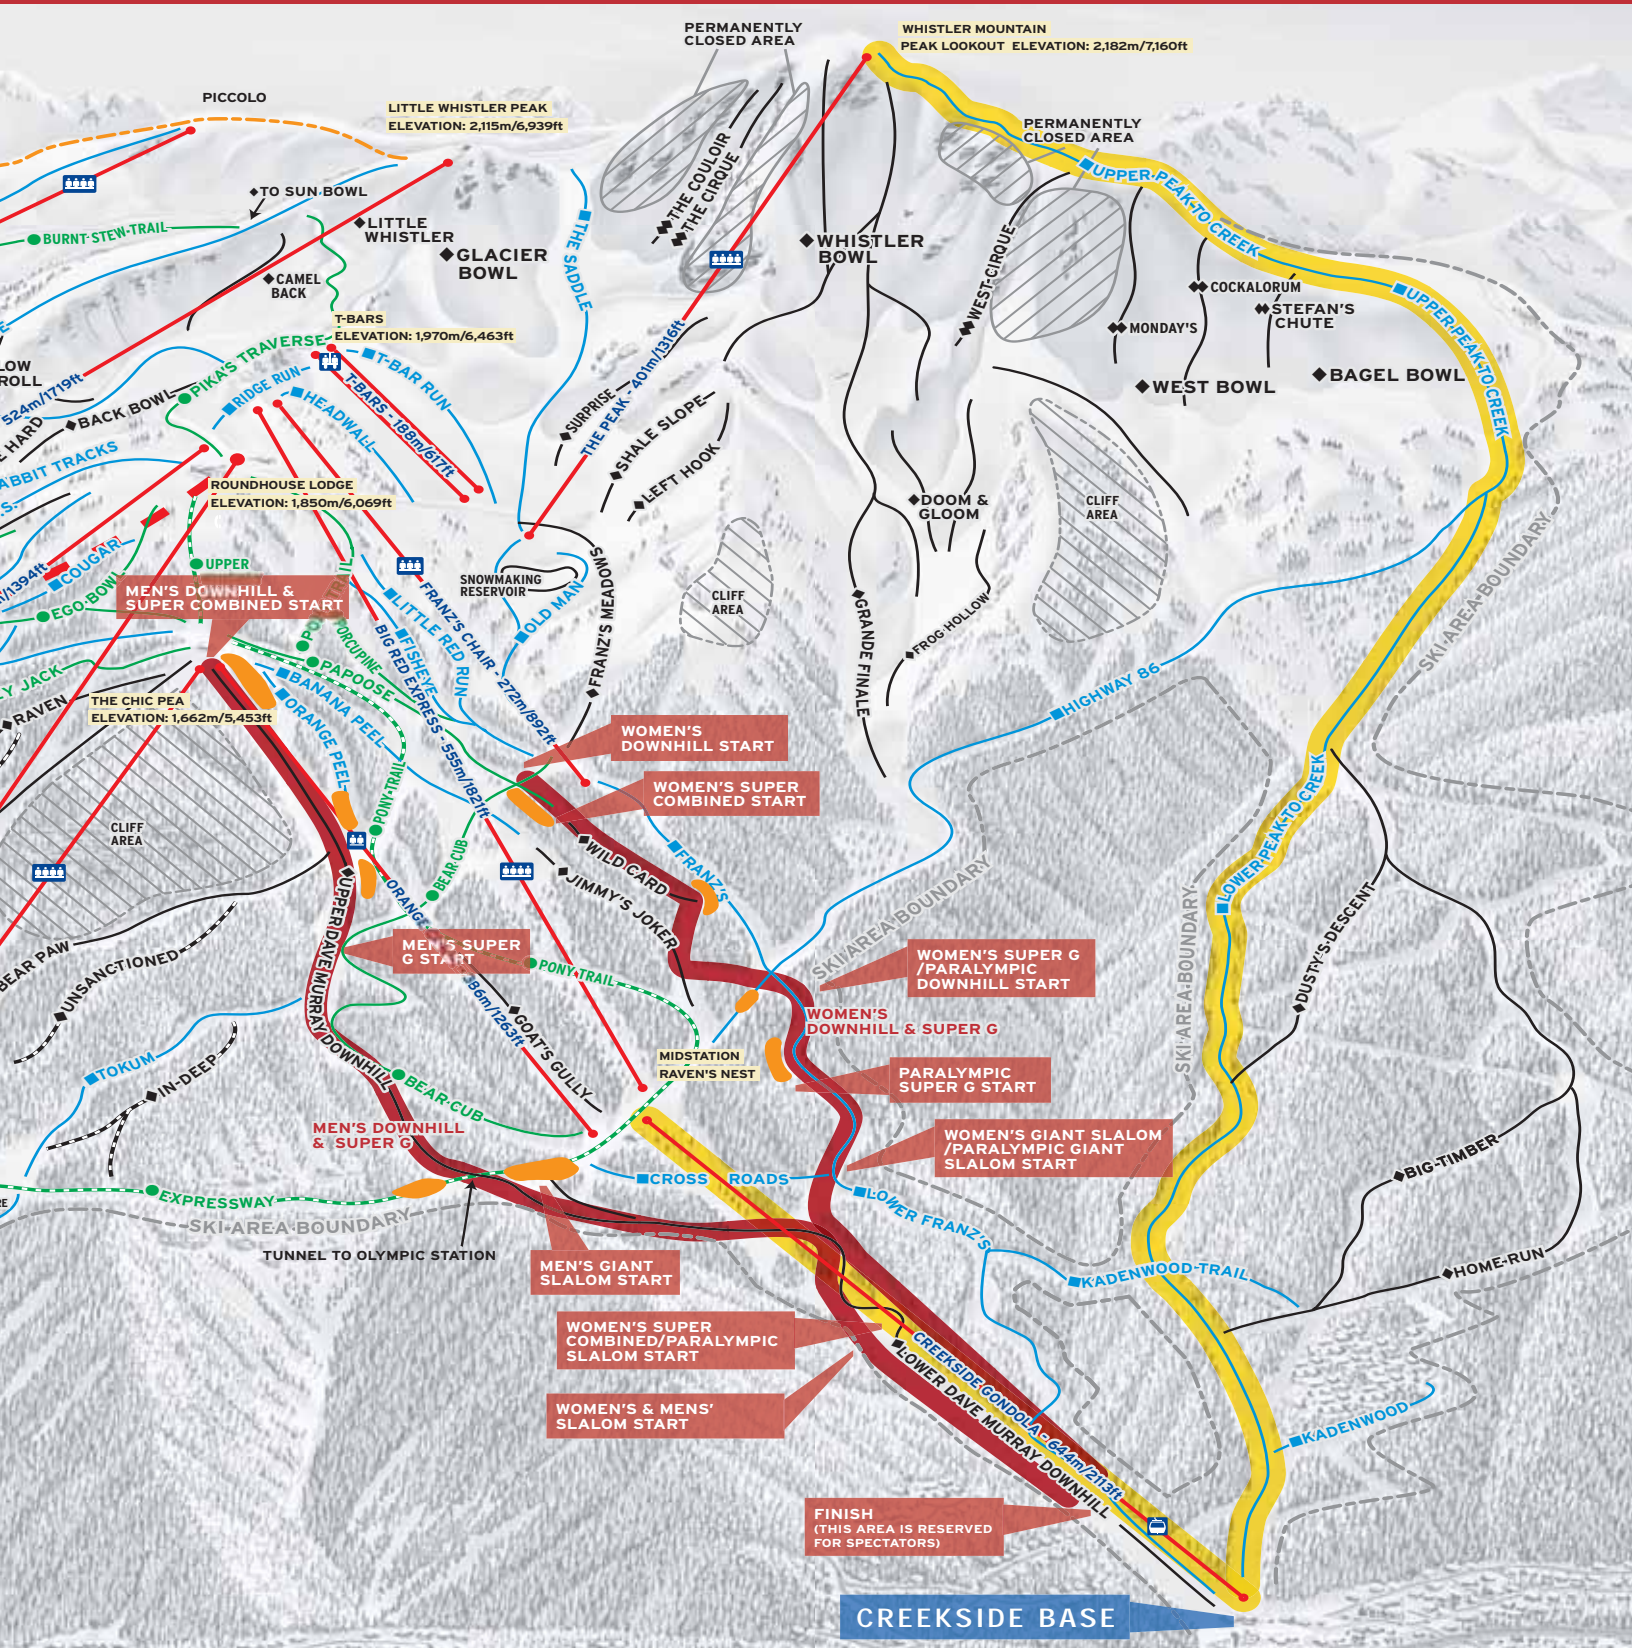 PERMANENTLY
CLOSED AREA
WHISTLER MOUNTAIN
PEAK LOOKOUT ELEVATION: 2,182m/7,160ft
PICCOLO
LITTLE WHISTLER PEAK
ELEVATION: 2,115m/6,939ft
PERMANENTLY
CLOSED AREA
THE COULOIR
THE CIRQUE
UPPER-PEAK-TO-CREEK
TO SUN BOWL
BURNT-STEW-TRAIL
LITTLE
WHISTLER
GLACIER
BOWL
THE SADDLE
WHISTLER
BOWL
WEST-CIRQUE
CAMEL
BACK
COCKALORUM
STEFAN'S
CHUTE
MONDAY'S
UPPER-PEAK-TO-CREEK
T-BARS
ELEVATION: 1,970m/6,463ft
PIKA'S TRAVERSE
T-BAR RUN
T-BARS - 188m/617ft
RIDGE RUN
HEADWALL
THE PEAK - 401m/1316ft
SURPRISE
SHALE SLOPE
LEFT HOOK
WEST BOWL
BAGEL BOWL
LOW
ROLL
524m/1719ft
BACK BOWL
E HARD
ABBIT TRACKS
S
ROUNDHOUSE LODGE
ELEVATION: 1,850m/6,069ft
DOOM &
GLOOM
CLIFF
AREA
SKI-AREA-BOUNDARY
m/1394ft
COUGAR
EGO-BOWL
UPPER
SNOWMAKING
RESERVOIR
FRANZ'S MEADOWS
OLD MAN
CLIFF
AREA
GRANDE FINALE
FROG HOLLOW
HIGHWAY 86
MEN'S DOWNHILL &
SUPER COMBINED START
PONY TRAIL
PORCUPINE
PAPOOSE
LITTLE RED RUN
FISHEYE
FRANZ'S CHAIR - 272m/892ft
BIG RED EXPRESS - 555m/1821ft
Y JACK
RAVEN
THE CHIC PEA
ELEVATION: 1,662m/5,453ft
BANANA PEEL
ORANGE PEEL
PONY-TRAIL
WOMEN'S
DOWNHILL START
WOMEN'S SUPER
COMBINED START
LOWER-PEAK-TO-CREEK
CLIFF
AREA
BEAR-CUB
WILD CARD
JIMMY'S JOKER
FRANZ'S
UPPER DAVE MURRAY DOWNHILL
ORANGE
386m/1263ft
SKI-AREA-BOUNDARY
SKI AREA-BOUNDARY
DUSTY'S-DESCENT
BEAR PAW
UNSANCTIONED
MEN'S SUPER
G START
PONY-TRAIL
WOMEN'S SUPER G
/PARALYMPIC
DOWNHILL START
WOMEN'S
DOWNHILL & SUPER G
GOAT'S GULLY
TOKUM
IN-DEEP
BEAR-CUB
MIDSTATION
RAVEN'S NEST
PARALYMPIC
SUPER G START
MEN'S DOWNHILL
& SUPER G
WOMEN'S GIANT SLALOM
/PARALYMPIC GIANT
SLALOM START
BIG-TIMBER
CROSS ROADS
LOWER FRANZ'S
RE
EXPRESSWAY
SKI-AREA-BOUNDARY
TUNNEL TO OLYMPIC STATION
MEN'S GIANT
SLALOM START
KADENWOOD-TRAIL
HOME-RUN
WOMEN'S SUPER
COMBINED/PARALYMPIC
SLALOM START
WOMEN'S & MENS'
SLALOM START
CREEKSIDE GONDOLA - 644m/2113ft
LOWER DAVE MURRAY DOWNHILL
KADENWOOD
FINISH
(THIS AREA IS RESERVED
FOR SPECTATORS)
CREEKSIDE BASE